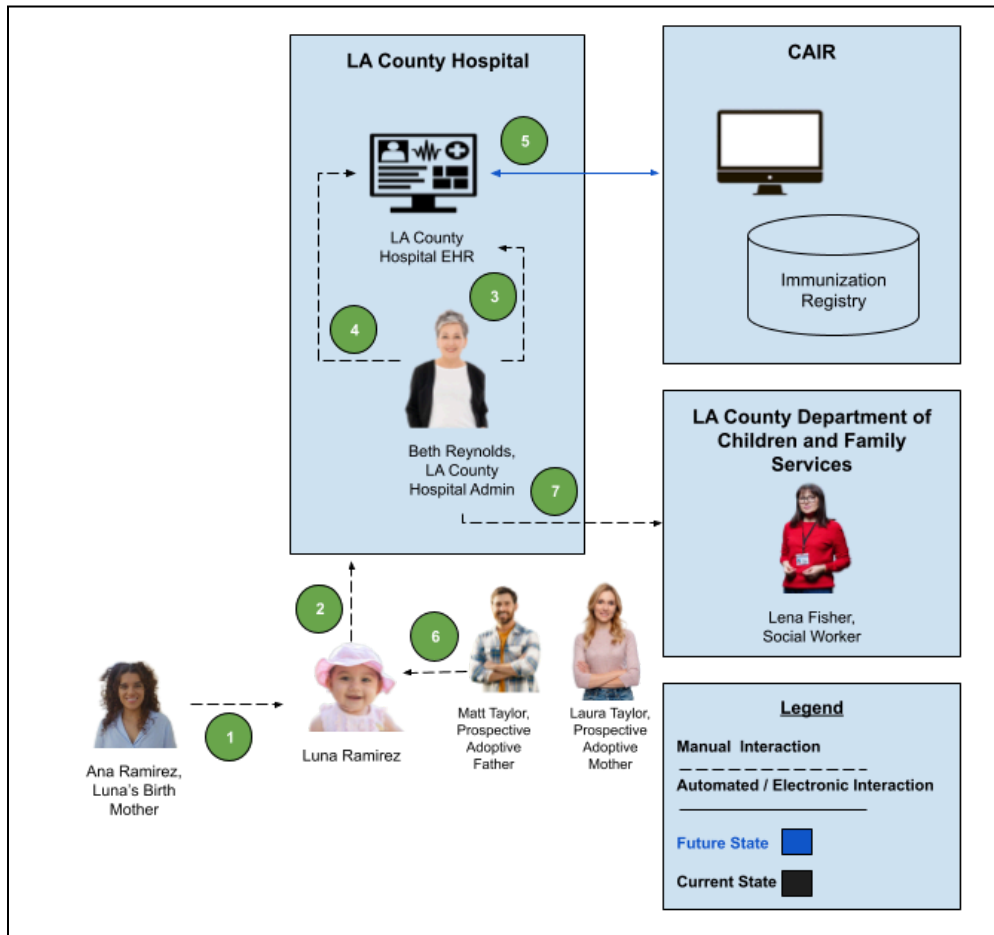 LA County Hospital
5
LA County
Hospital EHR
3
4
Beth Reynolds,
LA County
Hospital Admin
7
CAIR
Immunization
Registry
LA County Department of
Children and Family
Services
Lena Fisher,
Social Worker
2
6
1
Ana Ramirez,
Luna's Birth
Mother
Luna Ramirez
Matt Taylor,
Prospective
Adoptive
Father
Laura Taylor,
Prospective
Adoptive
Mother
Legend
Manual Interaction
Automated / Electronic Interaction
Future State
Current State